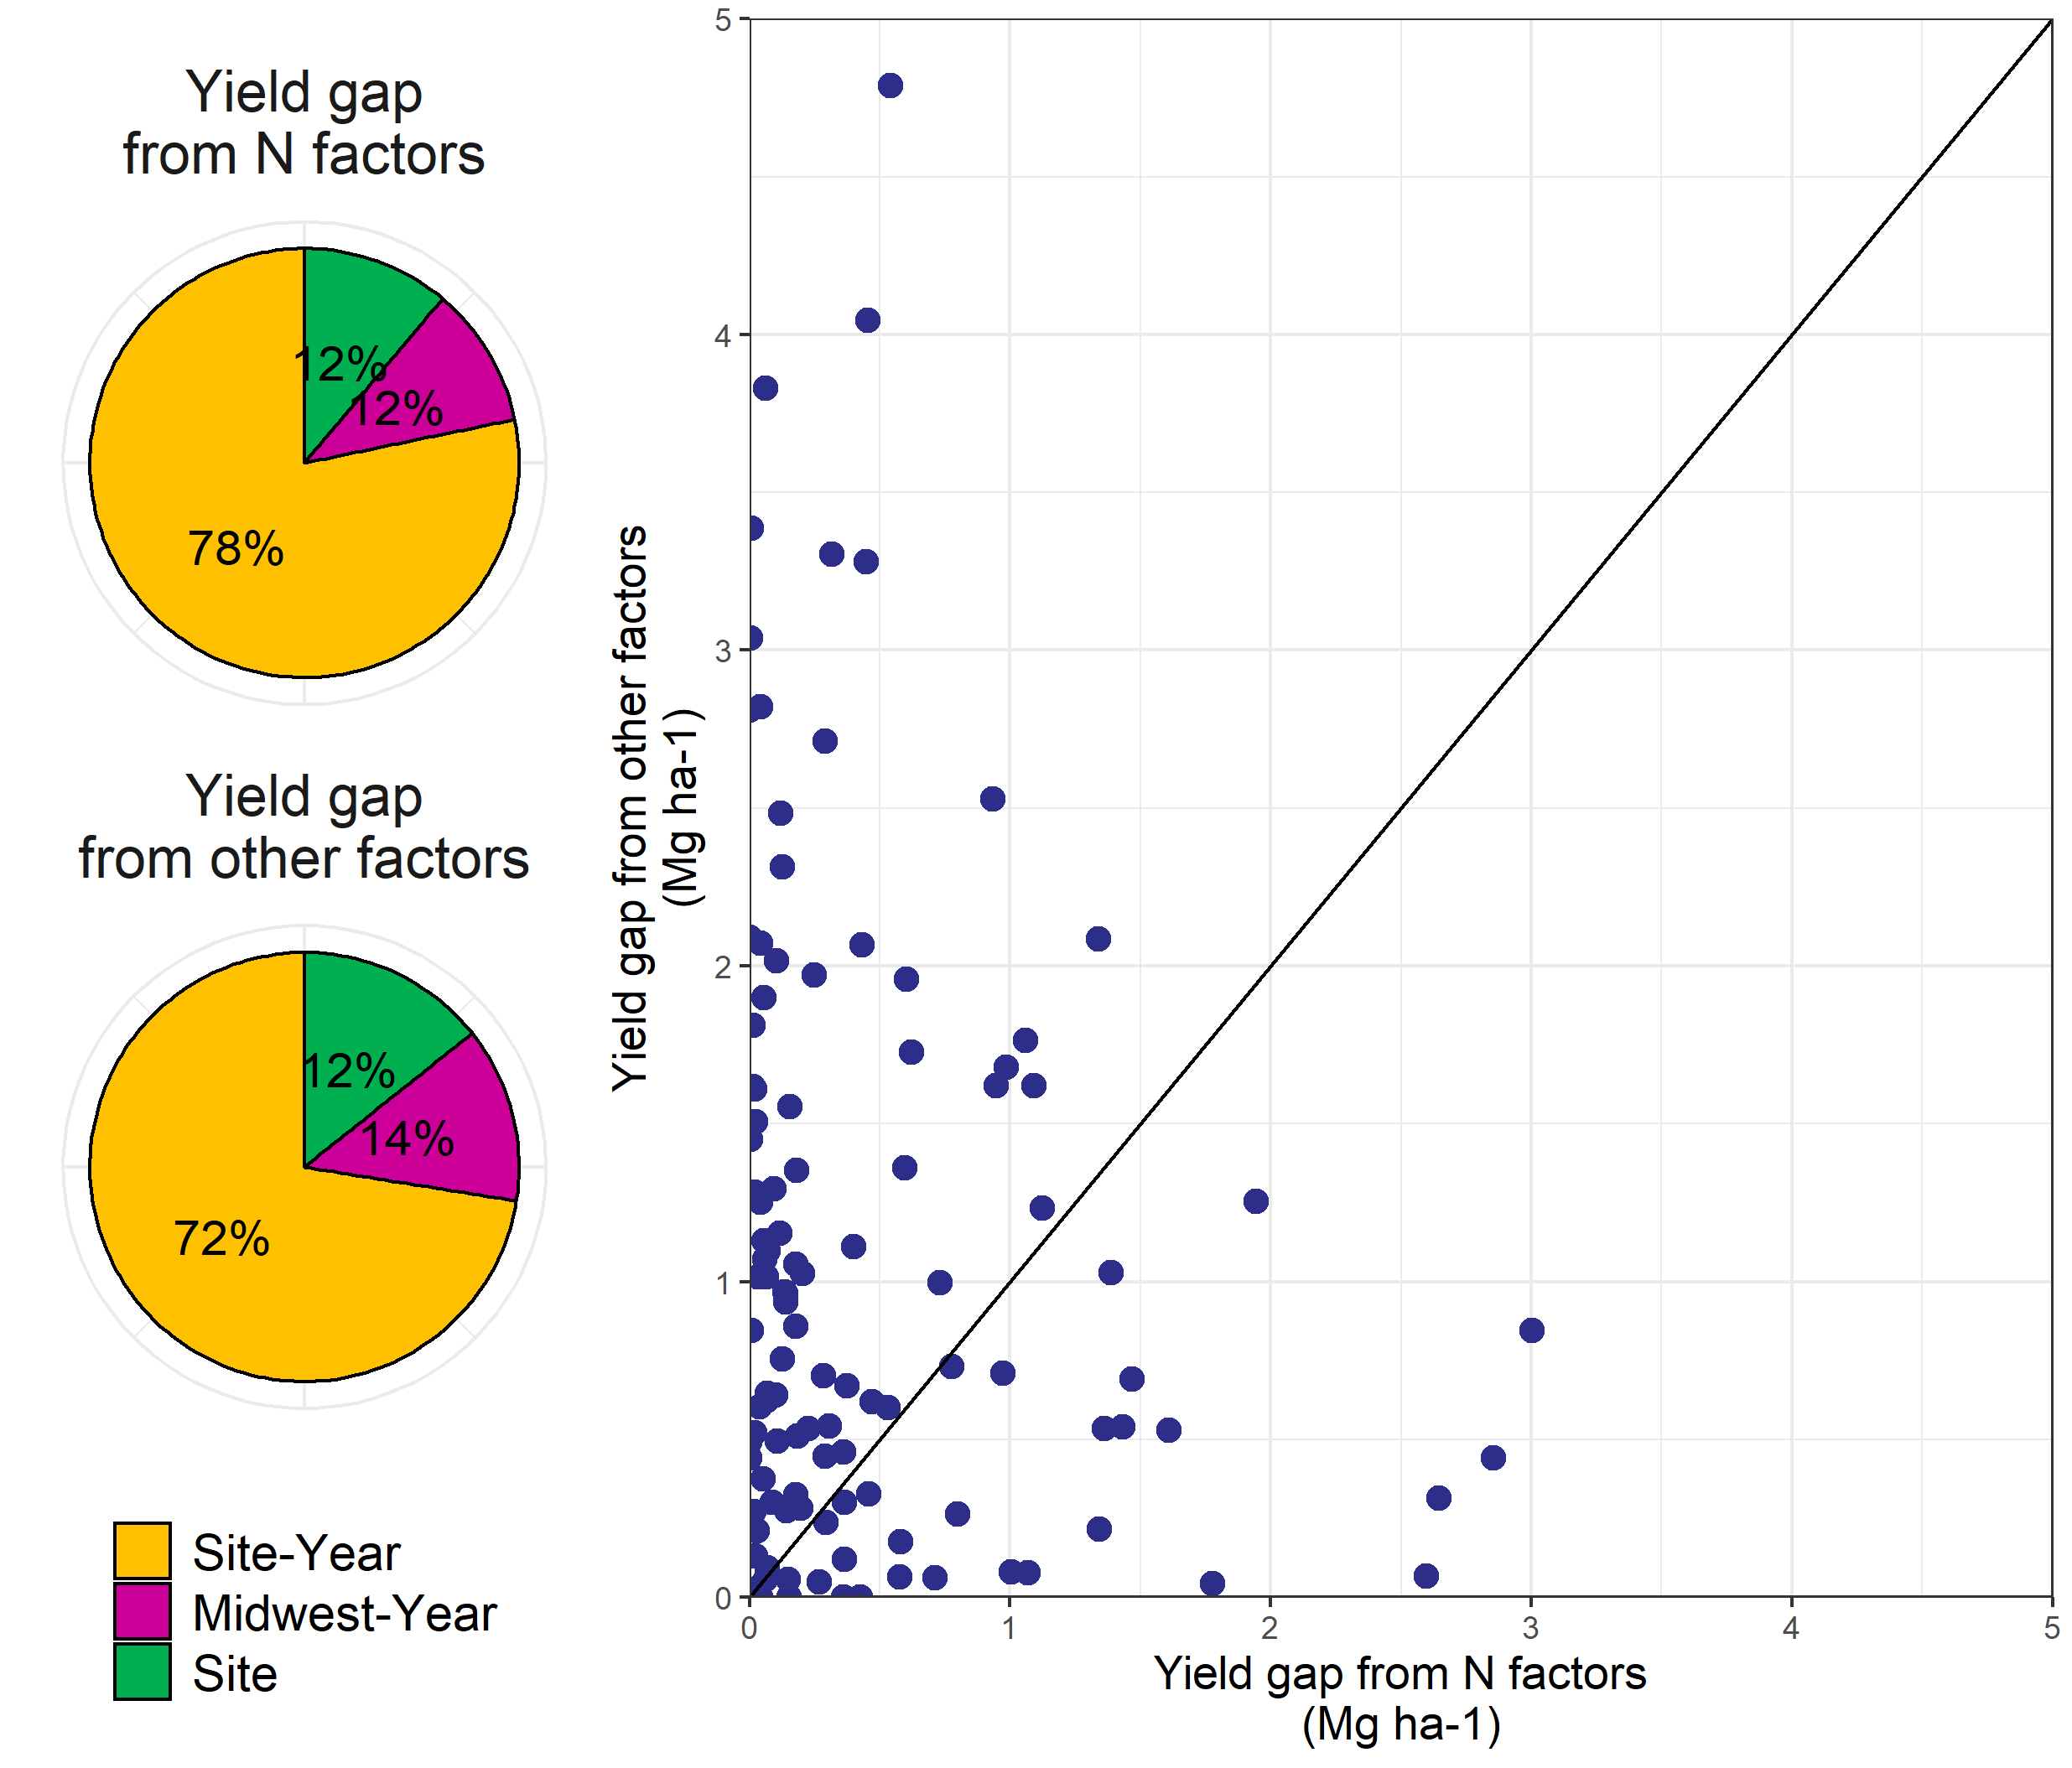 Yield gap
from N factors
12%
12%
78%
Yield gap
from other factors
12%
14%
72%
Site-Year
Midwest-Year
Site
Yield gap from other factors
(Mg ha-1)
5
4
3
2
1
0
0 1 2 3 4 5
Yield gap from N factors
(Mg ha-1)